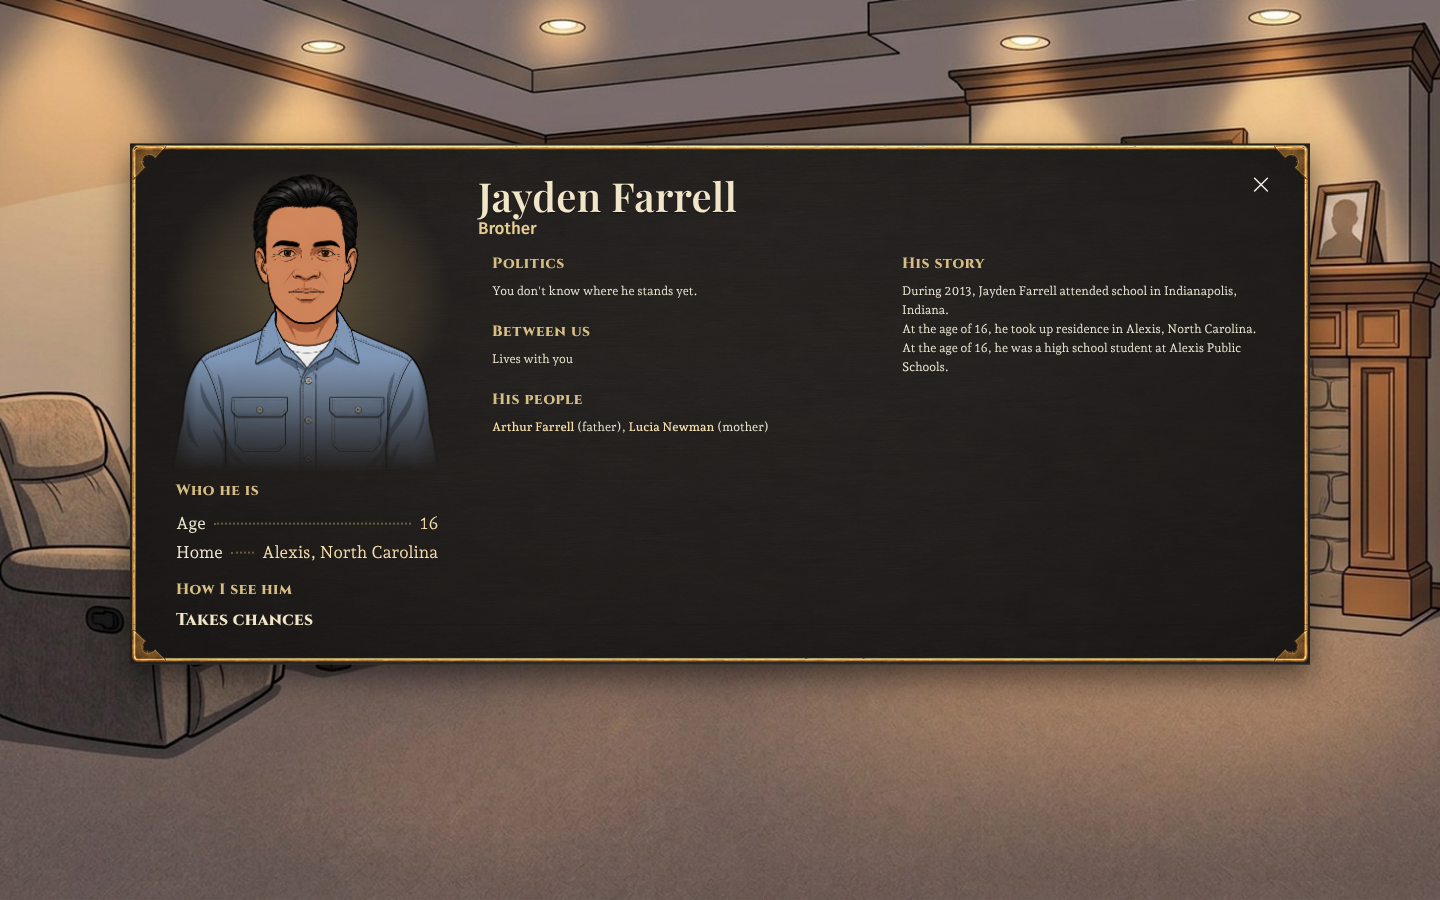 Jayden Farrell
Brother
Politics
You don't know where he stands yet.
Between us
Lives with you
His people
Arthur Farrell (father), Lucia Newman (mother)
His story
During 2013, Jayden Farrell attended school in Indianapolis,
Indiana.
At the age of 16, he took up residence in Alexis, North Carolina.
At the age of 16, he was a high school student at Alexis Public
Schools.
Who he is
Age 16
Home Alexis, North Carolina
How I see him
Takes chances